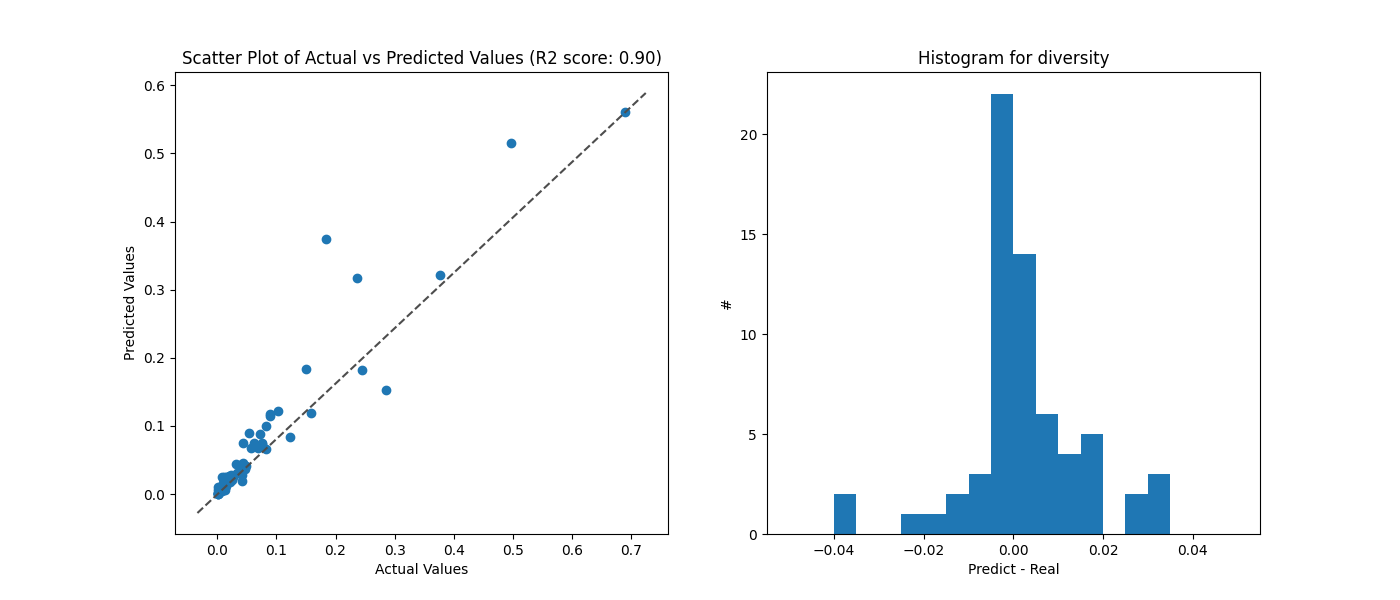 Scatter Plot of Actual vs Predicted Values (R2 score: 0.90)
0.6
0.5
0.4
0.3
0.2
0.1
0.0
Predicted Values
0.0 0.1 0.2 0.3 0.4 0.5 0.6 0.7
Actual Values
Histogram for diversity
20
15
10
5
0
#
−0.04 −0.02 0.00 0.02 0.04
Predict - Real